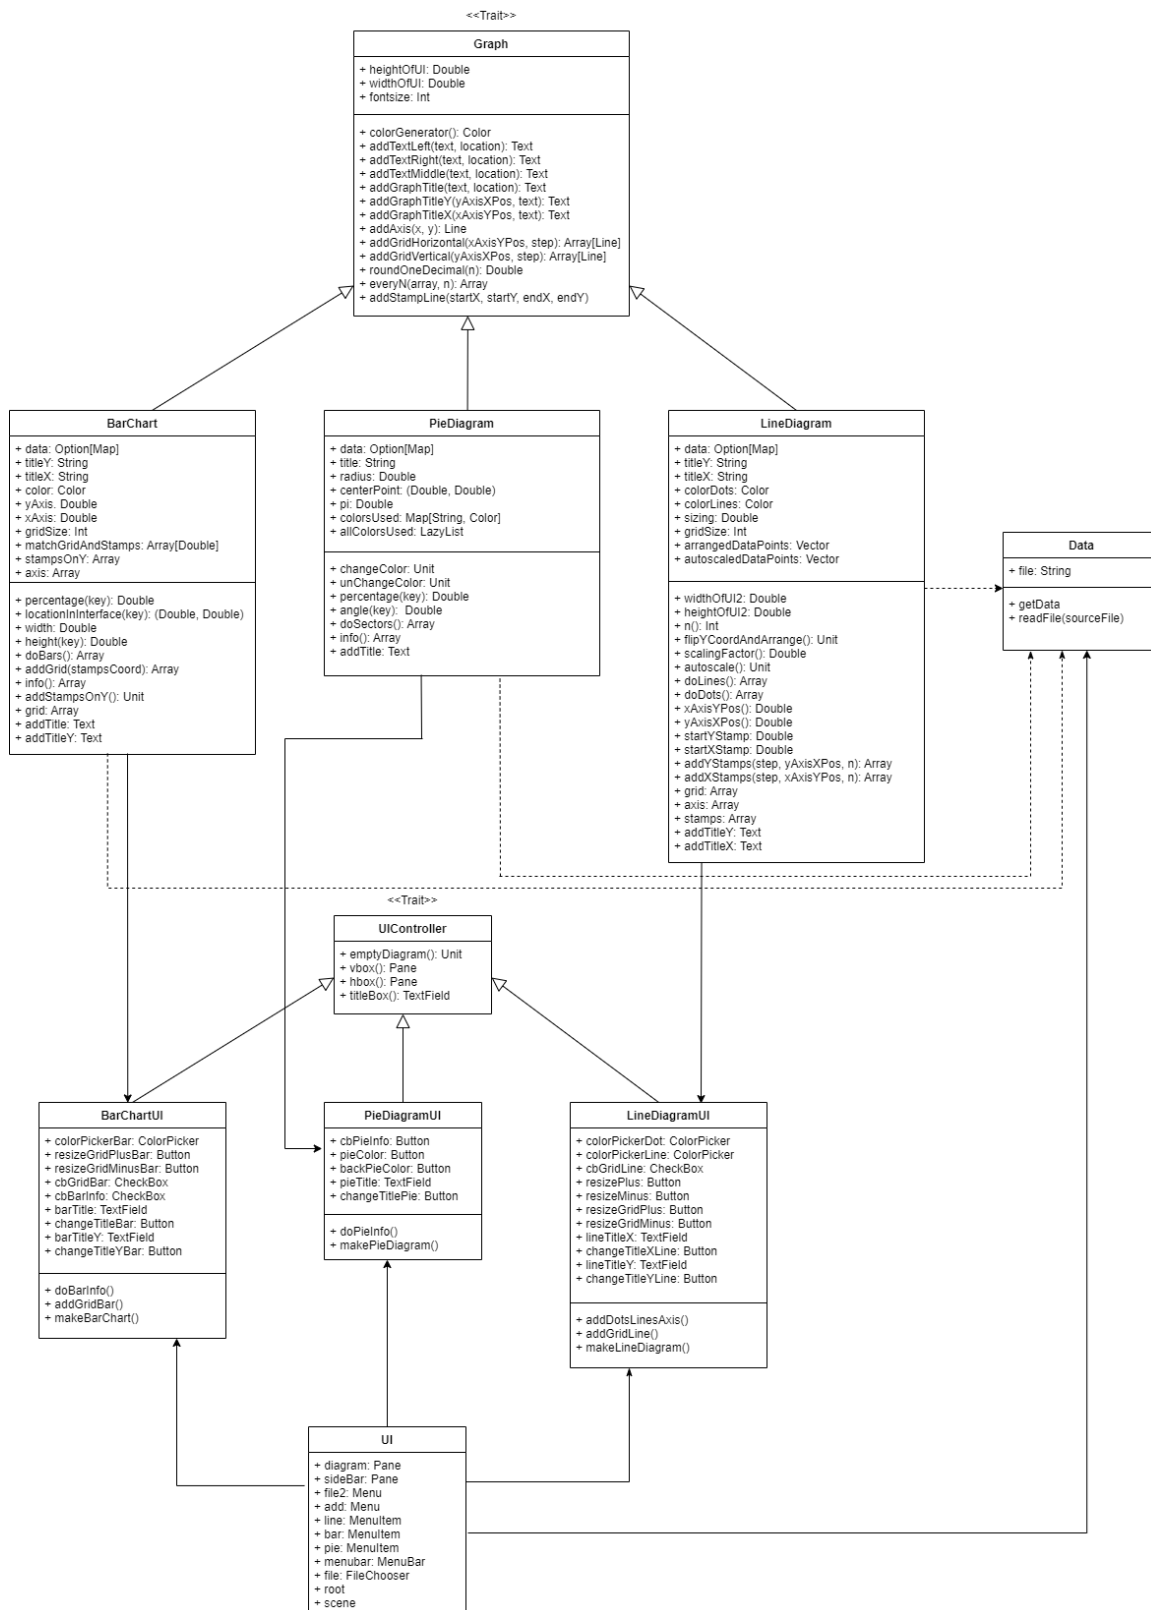 <<Trait>>
Graph
+ heightOfUI: Double
+ widthOfUI: Double
+ fontsize: Int
+ colorGenerator(): Color
+ addTextLeft(text, location): Text
+ addTextRight(text, location): Text
+ addTextMiddle(text, location): Text
+ addGraphTitle(text, location): Text
+ addGraphTitleY(yAxisXPos, text): Text
+ addGraphTitleX(xAxisYPos, text): Text
+ addAxis(x, y): Line
+ addGridHorizontal(xAxisYPos, step): Array[Line]
+ addGridVertical(yAxisXPos, step): Array[Line]
+ roundOneDecimal(n): Double
+ everyN(array, n): Array
+ addStampLine(startX, startY, endX, endY)
BarChart
+ data: Option[Map]
+ titleY: String
+ titleX: String
+ color: Color
+ yAxis. Double
+ xAxis: Double
+ gridSize: Int
+ matchGridAndStamps: Array[Double]
+ stampsOnY: Array
+ axis: Array
+ percentage(key): Double
+ locationInInterface(key): (Double, Double)
+ width: Double
+ height(key): Double
+ doBars(): Array
+ addGrid(stampsCoord): Array
+ info(): Array
+ addStampsOnY(): Unit
+ grid: Array
+ addTitle: Text
+ addTitleY: Text
PieDiagram
+ data: Option[Map]
+ title: String
+ radius: Double
+ centerPoint: (Double, Double)
+ pi: Double
+ colorsUsed: Map[String, Color]
+ allColorsUsed: LazyList
+ changeColor: Unit
+ unChangeColor: Unit
+ percentage(key): Double
+ angle(key):  Double
+ doSectors(): Array
+ info(): Array
+ addTitle: Text
LineDiagram
+ data: Option[Map]
+ titleY: String
+ titleX: String
+ colorDots: Color
+ colorLines: Color
+ sizing: Double
+ gridSize: Int
+ arrangedDataPoints: Vector
+ autoscaledDataPoints: Vector
+ widthOfUI2: Double
+ heightOfUI2: Double
+ n(): Int
+ flipYCoordAndArrange(): Unit
+ scalingFactor(): Double
+ autoscale(): Unit
+ doLines(): Array
+ doDots(): Array
+ xAxisYPos(): Double
+ yAxisXPos(): Double
+ startYStamp: Double
+ startXStamp: Double
+ addYStamps(step, yAxisXPos, n): Array
+ addXStamps(step, xAxisYPos, n): Array
+ grid: Array
+ axis: Array
+ stamps: Array
+ addTitleY: Text
+ addTitleX: Text
Data
+ file: String
+ getData
+ readFile(sourceFile)
<<Trait>>
UIController
+ emptyDiagram(): Unit
+ vbox(): Pane
+ hbox(): Pane
+ titleBox(): TextField
BarChartUI
+ colorPickerBar: ColorPicker
+ resizeGridPlusBar: Button
+ resizeGridMinusBar: Button
+ cbGridBar: CheckBox
+ cbBarInfo: CheckBox
+ barTitle: TextField
+ changeTitleBar: Button
+ barTitleY: TextField
+ changeTitleYBar: Button
+ doBarInfo()
+ addGridBar()
+ makeBarChart()
PieDiagramUI
+ cbPieInfo: Button
+ pieColor: Button
+ backPieColor: Button
+ pieTitle: TextField
+ changeTitlePie: Button
+ doPieInfo()
+ makePieDiagram()
LineDiagramUI
+ colorPickerDot: ColorPicker
+ colorPickerLine: ColorPicker
+ cbGridLine: CheckBox
+ resizePlus: Button
+ resizeMinus: Button
+ resizeGridPlus: Button
+ resizeGridMinus: Button
+ lineTitleX: TextField
+ changeTitleXLine: Button
+ lineTitleY: TextField
+ changeTitleYLine: Button
+ addDotsLinesAxis()
+ addGridLine()
+ makeLineDiagram()
UI
+ diagram: Pane
+ sideBar: Pane
+ file2: Menu
+ add: Menu
+ line: MenuItem
+ bar: MenuItem
+ pie: MenuItem
+ menubar: MenuBar
+ file: FileChooser
+ root
+ scene